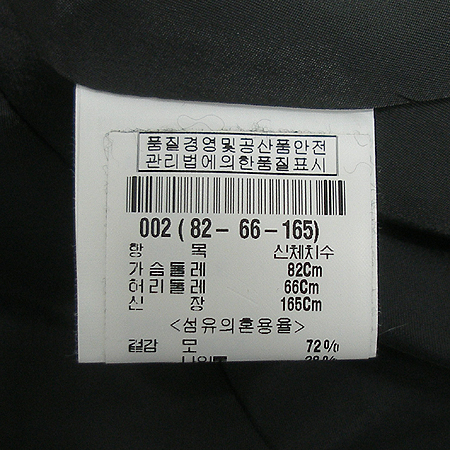 품질경영및공산품안전
관리법에의한품질표시
002 ( 82 - 66 - 165)
항 목 신체치수
가슴둘레 82Cm
허리둘레 66Cm
신 장 165Cm
<섬유의혼용율>
겉감 모 72%